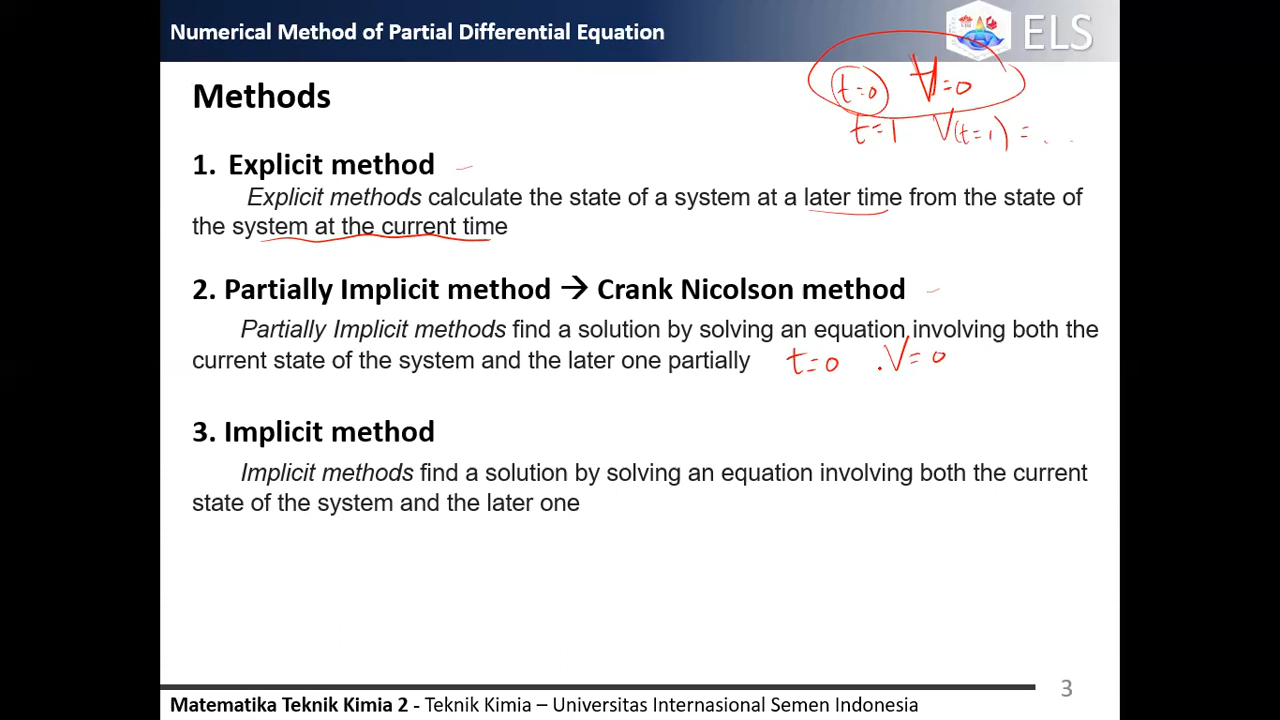 Numerical Method of Partial Differential Equation
ELS
t=0 V=0
t=1 V(t=1) = ...
Methods
1. Explicit method
Explicit methods calculate the state of a system at a later time from the state of
the system at the current time
2. Partially Implicit method → Crank Nicolson method
Partially Implicit methods find a solution by solving an equation involving both the
current state of the system and the later one partially
t=0 V=0
3. Implicit method
Implicit methods find a solution by solving an equation involving both the current
state of the system and the later one
3
Matematika Teknik Kimia 2 - Teknik Kimia – Universitas Internasional Semen Indonesia